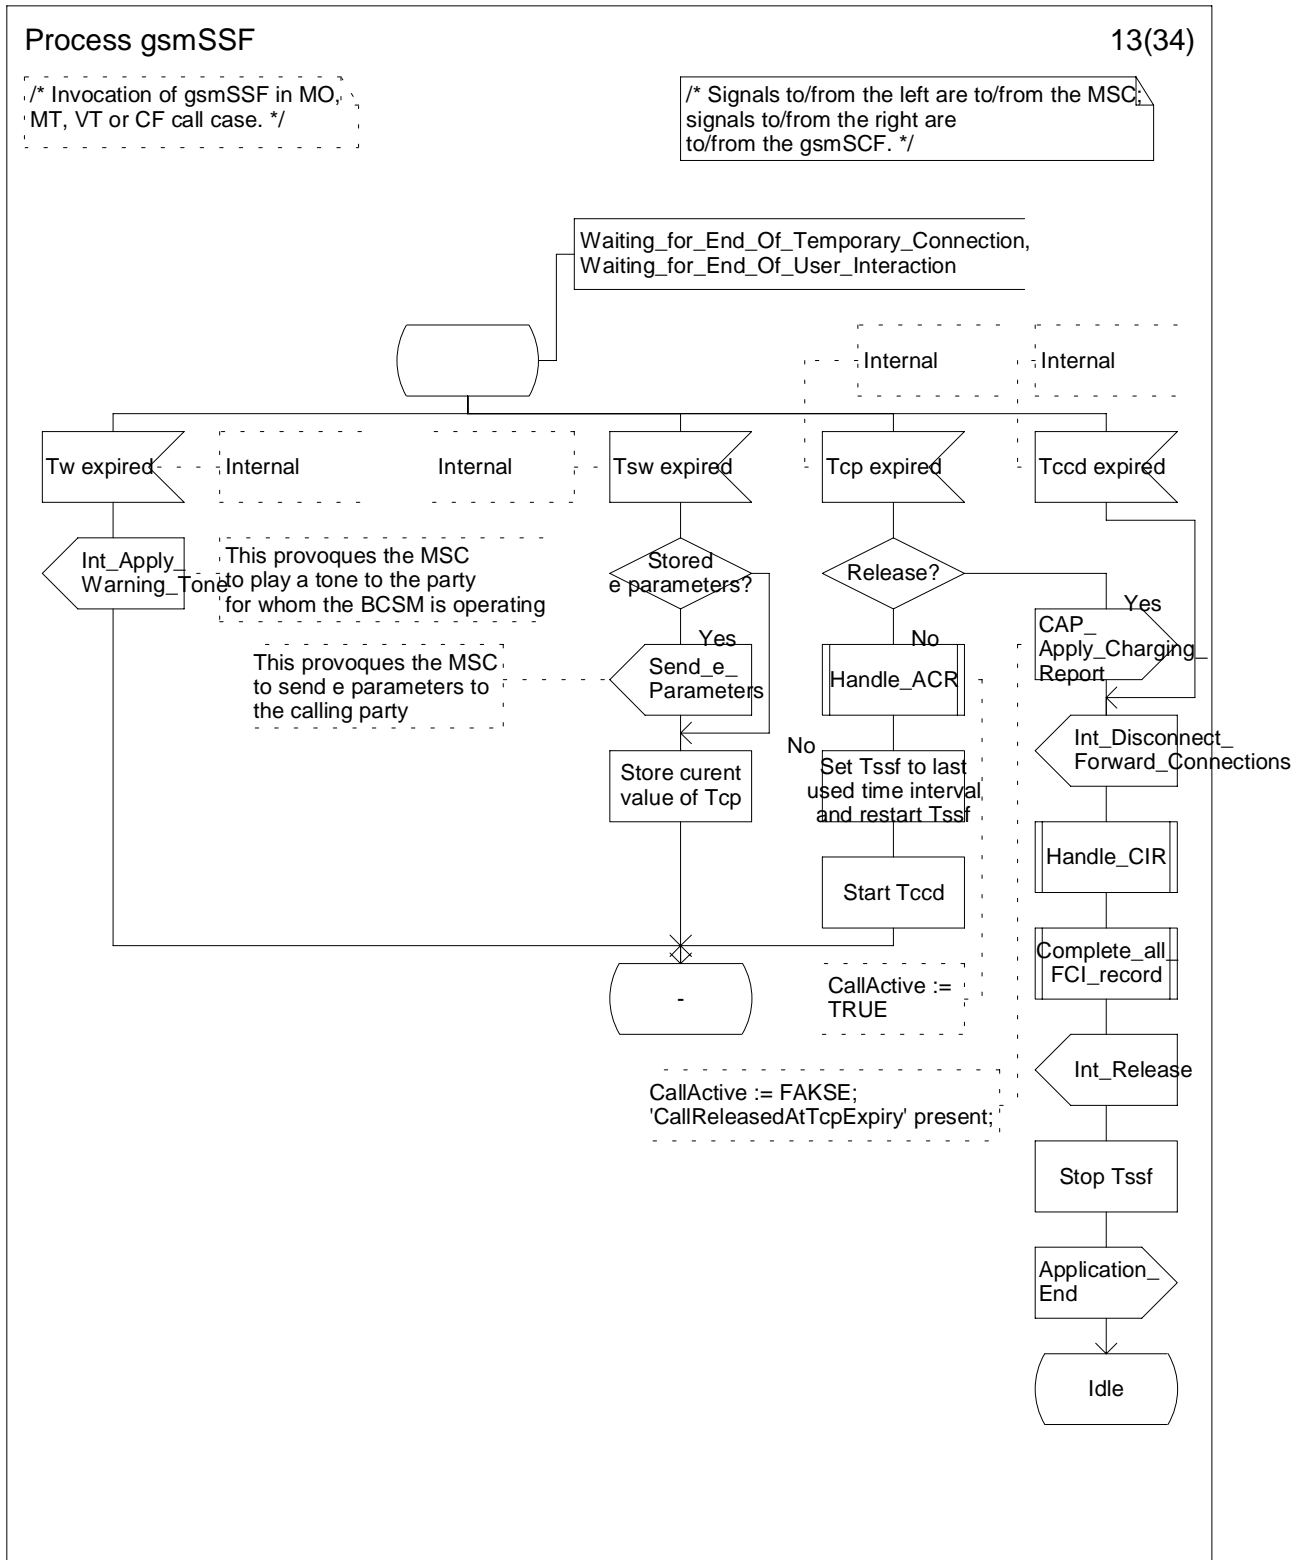 Process gsmSSF
13(34)
/* Invocation of gsmSSF in MO,
MT, VT or CF call case. */
/* Signals to/from the left are to/from the MSC;
signals to/from the right are
to/from the gsmSCF. */
Waiting_for_End_Of_Temporary_Connection,
Waiting_for_End_Of_User_Interaction
Internal
Internal
Tw expired
Internal
Internal
Tsw expired
Tcp expired
Tccd expired
Int_Apply_
Warning_Tone
This provoques the MSC
to play a tone to the party
for whom the BCSM is operating
Stored
e parameters?
Release?
Yes
No
Yes
This provoques the MSC
to send e parameters to
the calling party
Send_e_
Parameters
Handle_ACR
CAP_
Apply_Charging_
Report
No
Store curent
value of Tcp
Set Tssf to last
used time interval
and restart Tssf
Int_Disconnect_
Forward_Connections
Handle_CIR
Start Tccd
Complete_all_
FCI_record
-
CallActive :=
TRUE
Int_Release
CallActive := FAKSE;
'CallReleasedAtTcpExpiry' present;
Stop Tssf
Application_
End
Idle